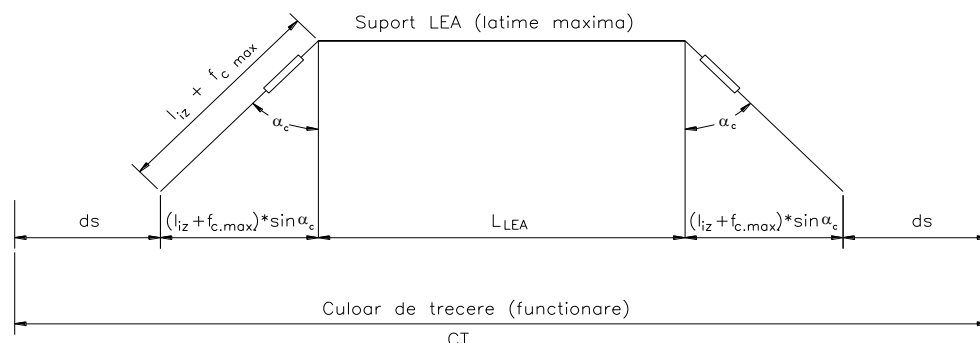 Suport LEA (latime maxima)
l_iz + f_c max
α_c
α_c
ds
(l_iz+f_c.max)*sinα_c
L_LEA
(l_iz+f_c.max)*sinα_c
ds
Culoar de trecere (functionare)
CT